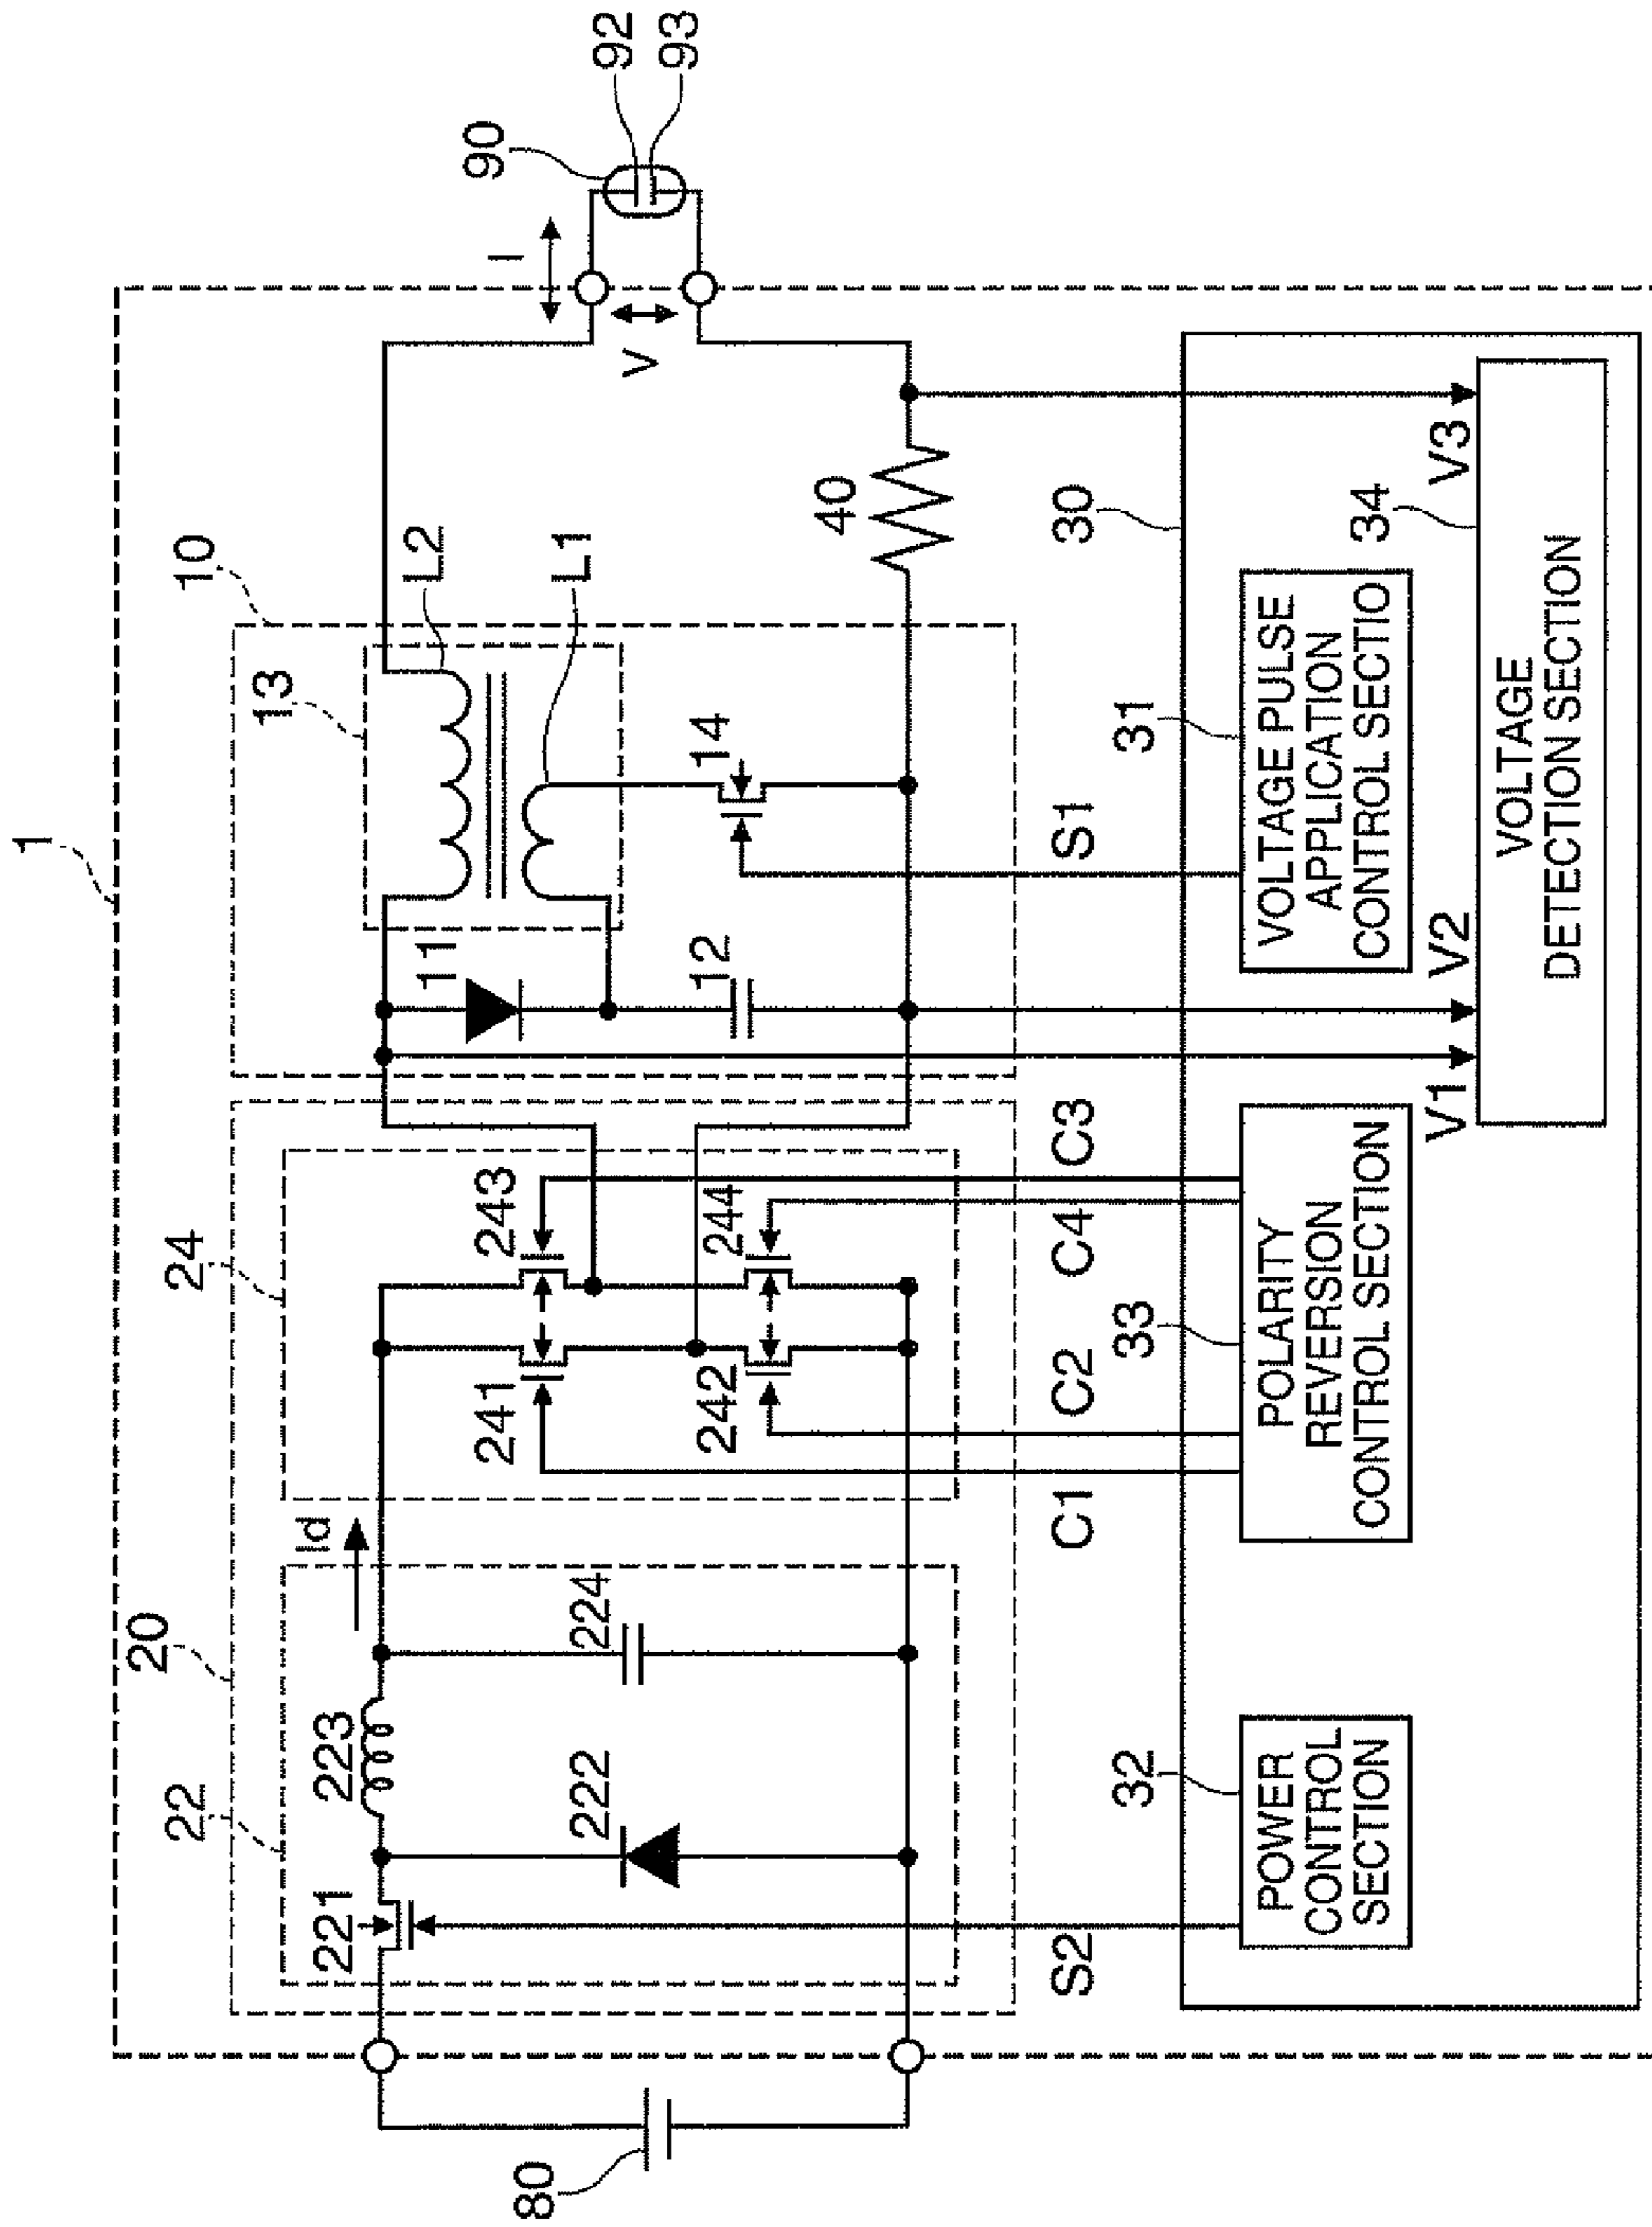 1
10
13
L2
L1
20
22
24
Id
221
223
222
224
241
243
242
244
11
12
14
40
I
V
90
92
93
80
S2
C1
C2
C4
C3
S1
30
32
POWER
CONTROL
SECTION
33
POLARITY
REVERSION
CONTROL SECTION
31
VOLTAGE PULSE
APPLICATION
CONTROL SECTIO
V1
V2
V3
34
VOLTAGE
DETECTION SECTION